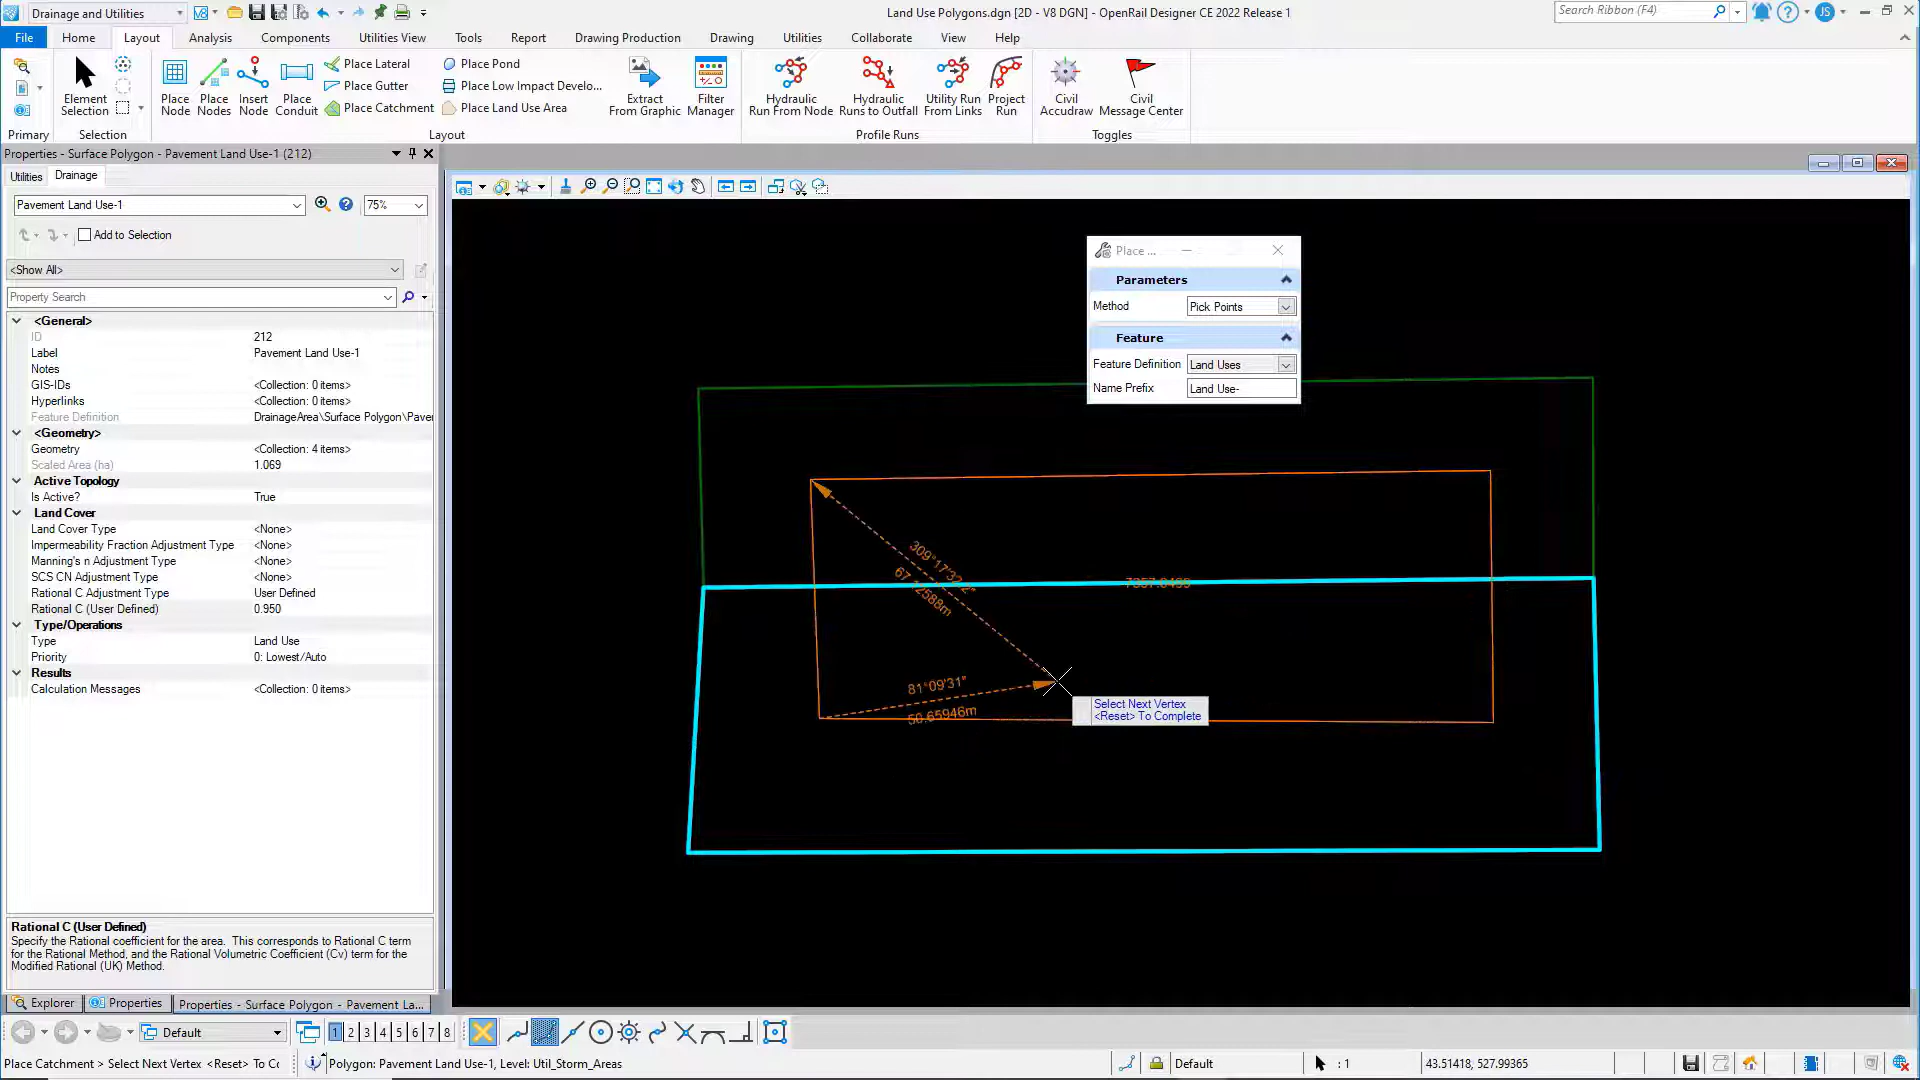 Drainage and Utilities
Land Use Polygons.dgn [2D - V8 DGN] - OpenRail Designer CE 2022 Release 1
Search Ribbon (F4)
JS
File Home Layout Analysis Components Utilities View Tools Report Drawing Production Drawing Utilities Collaborate View Help
Element Selection
Place Node
Place Nodes
Insert Node
Place Conduit
Place Lateral
Place Gutter
Place Catchment
Place Pond
Place Low Impact Develo...
Place Land Use Area
Extract From Graphic
Filter Manager
Hydraulic Run From Node
Hydraulic Runs to Outfall
Utility Run From Links
Project Run
Civil Accudraw
Civil Message Center
Primary Selection Layout Profile Runs Toggles
Properties - Surface Polygon - Pavement Land Use-1 (212)
Utilities Drainage
Pavement Land Use-1
75%
Add to Selection
<Show All>
Property Search
<General>
ID 212
Label Pavement Land Use-1
Notes
GIS-IDs <Collection: 0 items>
Hyperlinks <Collection: 0 items>
Feature Definition DrainageArea\Surface Polygon\Paver
<Geometry>
Geometry <Collection: 4 items>
Scaled Area (ha) 1.069
Active Topology
Is Active? True
Land Cover
Land Cover Type <None>
Impermeability Fraction Adjustment Type <None>
Manning's n Adjustment Type <None>
SCS CN Adjustment Type <None>
Rational C Adjustment Type User Defined
Rational C (User Defined) 0.950
Type/Operations
Type Land Use
Priority 0: Lowest/Auto
Results
Calculation Messages <Collection: 0 items>
Rational C (User Defined)
Specify the Rational coefficient for the area. This corresponds to Rational C term
for the Rational Method, and the Rational Volumetric Coefficient (Cv) term for the
Modified Rational (UK) Method.
Explorer Properties Properties - Surface Polygon - Pavement La...
Place ...
Parameters
Method Pick Points
Feature
Feature Definition Land Uses
Name Prefix Land Use-
81°09'31"
50.65946m
Select Next Vertex
<Reset> To Complete
Default
1 2 3 4 5 6 7 8
Place Catchment > Select Next Vertex <Reset> To Cc
Polygon: Pavement Land Use-1, Level: Util_Storm_Areas
Default
: 1
43.51418, 527.99365